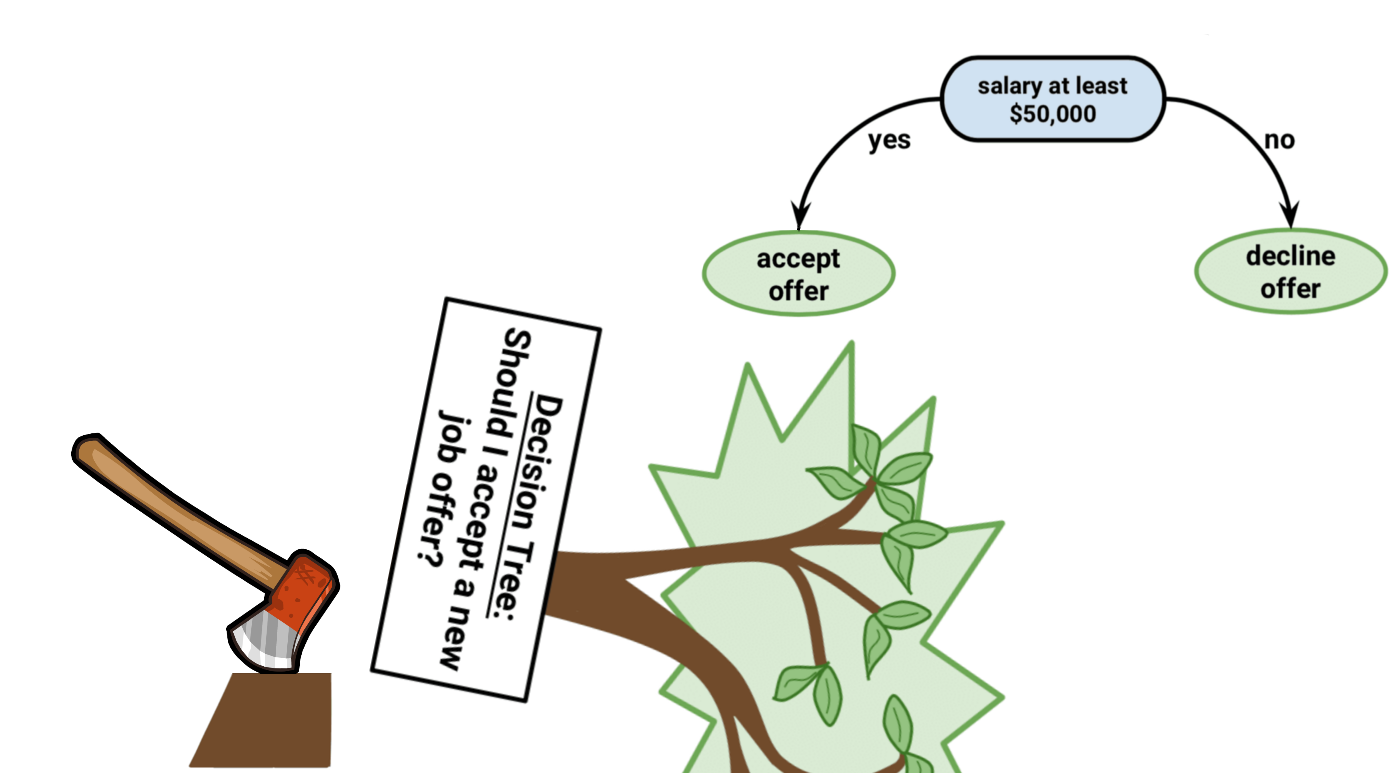 salary at least
$50,000
yes
no
accept
offer
decline
offer
Decision Tree:
Should I accept a new
job offer?